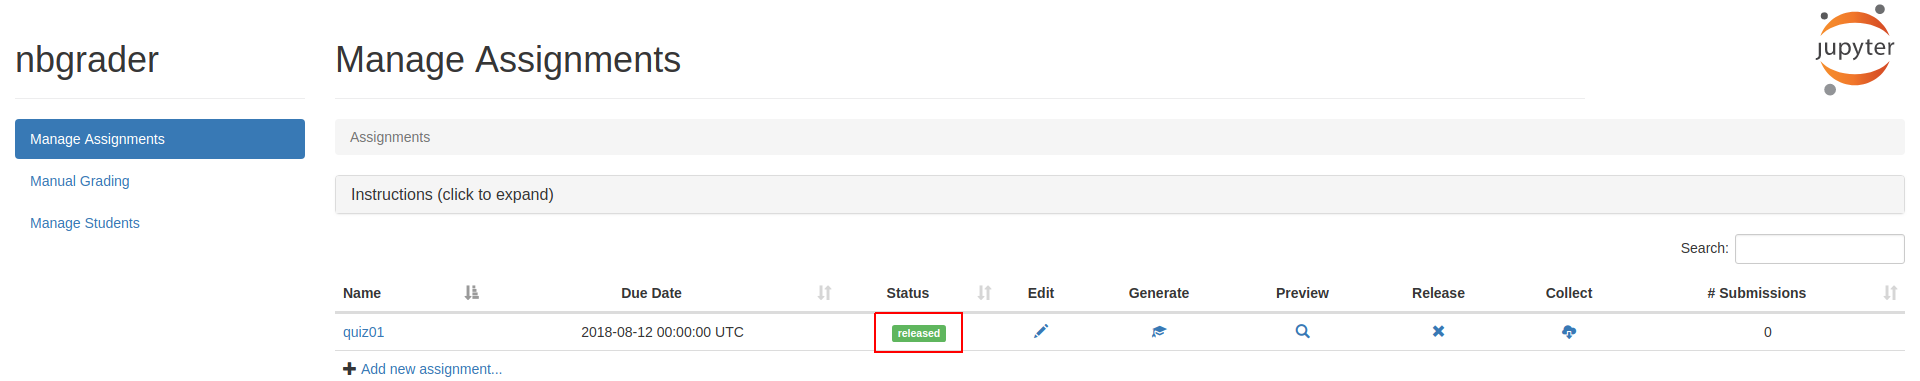 nbgrader
Manage Assignments
jupyter
Manage Assignments
Manual Grading
Manage Students
Assignments
Instructions (click to expand)
Search:
Name Due Date Status Edit Generate Preview Release Collect # Submissions
quiz01 2018-08-12 00:00:00 UTC released 0
Add new assignment...